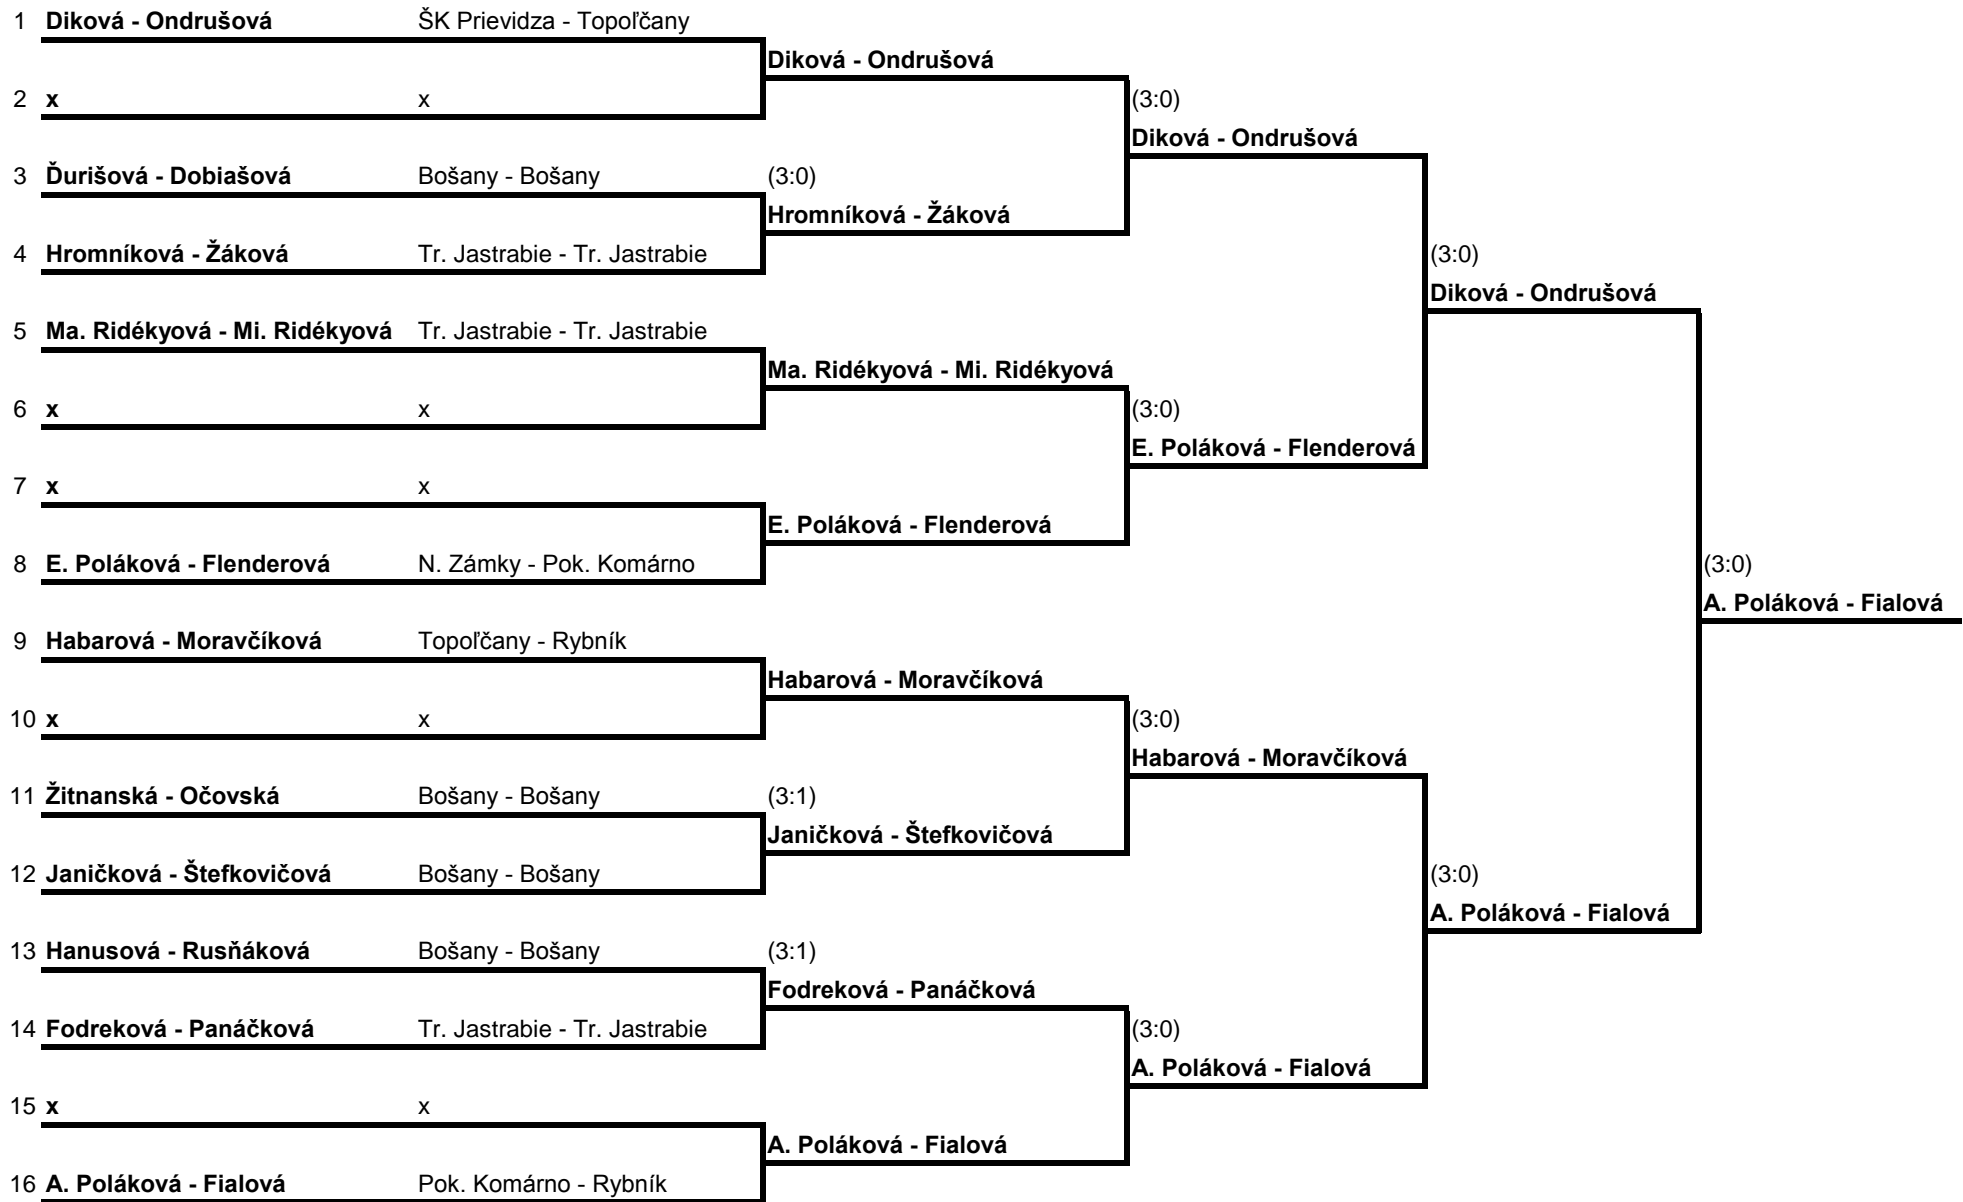 1 Diková - Ondrušová ŠK Prievidza - Topoľčany
Diková - Ondrušová
2 x x (3:0)
Diková - Ondrušová
3 Ďurišová - Dobiašová Bošany - Bošany (3:0)
Hromníková - Žáková
4 Hromníková - Žáková Tr. Jastrabie - Tr. Jastrabie (3:0)
Diková - Ondrušová
5 Ma. Ridékyová - Mi. Ridékyová Tr. Jastrabie - Tr. Jastrabie
Ma. Ridékyová - Mi. Ridékyová
6 x x (3:0)
E. Poláková - Flenderová
7 x x
E. Poláková - Flenderová
8 E. Poláková - Flenderová N. Zámky - Pok. Komárno (3:0)
A. Poláková - Fialová
9 Habarová - Moravčíková Topoľčany - Rybník
Habarová - Moravčíková
10 x x (3:0)
Habarová - Moravčíková
11 Žitnanská - Očovská Bošany - Bošany (3:1)
Janičková - Štefkovičová
12 Janičková - Štefkovičová Bošany - Bošany (3:0)
A. Poláková - Fialová
13 Hanusová - Rusňáková Bošany - Bošany (3:1)
Fodreková - Panáčková
14 Fodreková - Panáčková Tr. Jastrabie - Tr. Jastrabie (3:0)
A. Poláková - Fialová
15 x x
A. Poláková - Fialová
16 A. Poláková - Fialová Pok. Komárno - Rybník